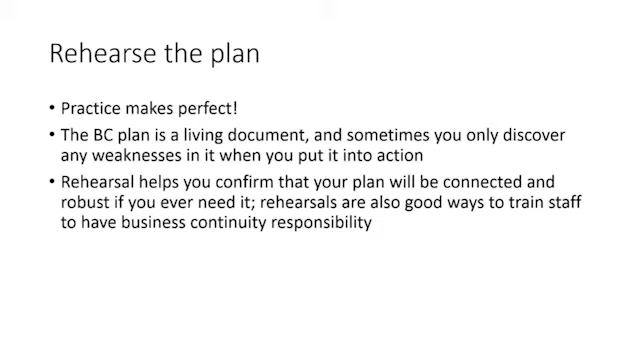 Rehearse the plan
• Practice makes perfect!
• The BC plan is a living document, and sometimes you only discover
any weaknesses in it when you put it into action
• Rehearsal helps you confirm that your plan will be connected and
robust if you ever need it; rehearsals are also good ways to train staff
to have business continuity responsibility